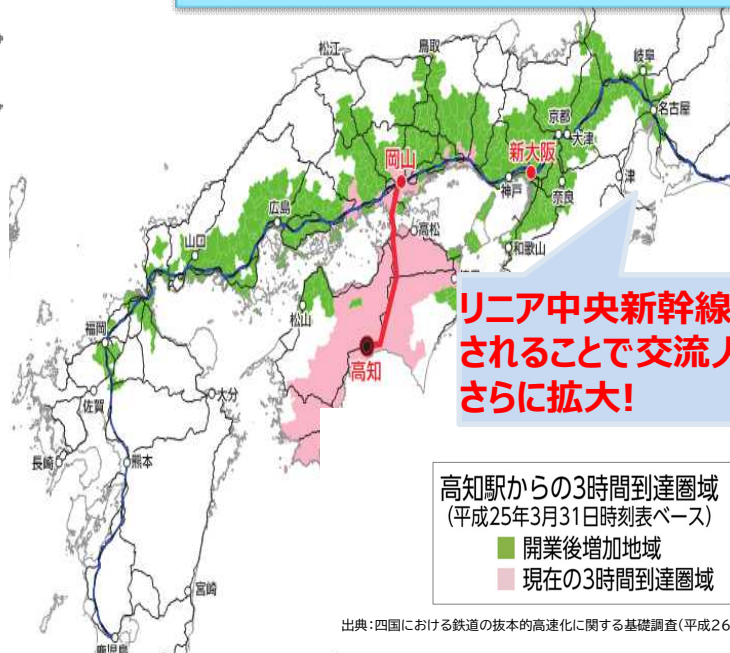 松江
鳥取
岐阜
名古屋
京都
大津
岡山
新大阪
神戸
奈良
津
和歌山
広島
高松
山口
松山
高知
福岡
佐賀
大分
長崎
熊本
宮崎
鹿児島
リニア中央新幹線
されることで交流人
さらに拡大!
高知駅からの3時間到達圏域
(平成25年3月31日時刻表ベース)
開業後増加地域
現在の3時間到達圏域
出典:四国における鉄道の抜本的高速化に関する基礎調査(平成26